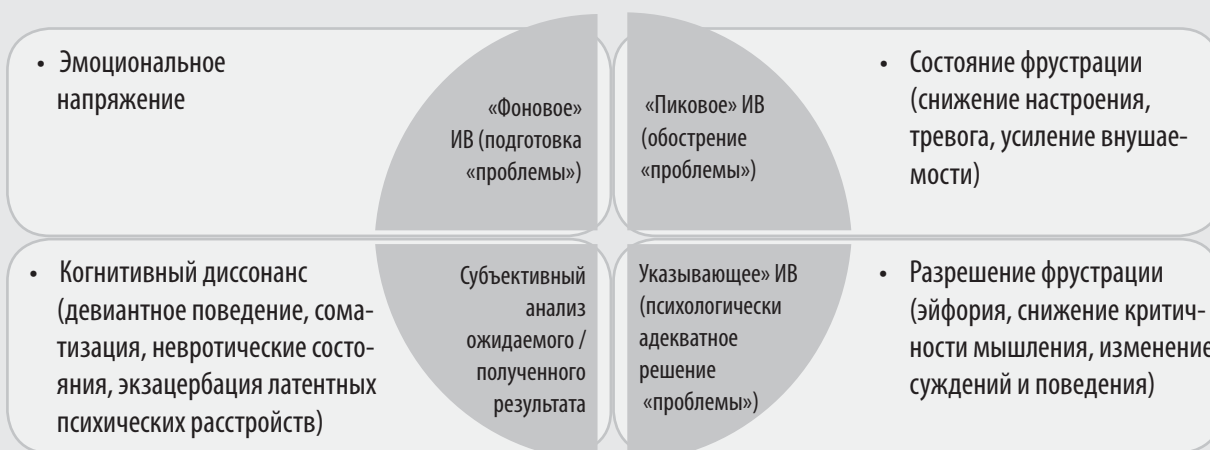 • Эмоциональное
напряжение
«Фоновое»
ИВ (подготовка
«проблемы»)
«Пиковое» ИВ
(обострение
«проблемы»)
• Состояние фрустрации
(снижение настроения,
тревога, усиление внушае-
мости)
• Когнитивный диссонанс
(девиантное поведение, сома-
тизация, невротические состо-
яния, экзацербация латентных
психических расстройств)
Субъективный
анализ
ожидаемого /
полученного
результата
Указывающее» ИВ
(психологически
адекватное
решение
«проблемы»)
• Разрешение фрустрации
(эйфория, снижение критич-
ности мышления, изменение
суждений и поведения)